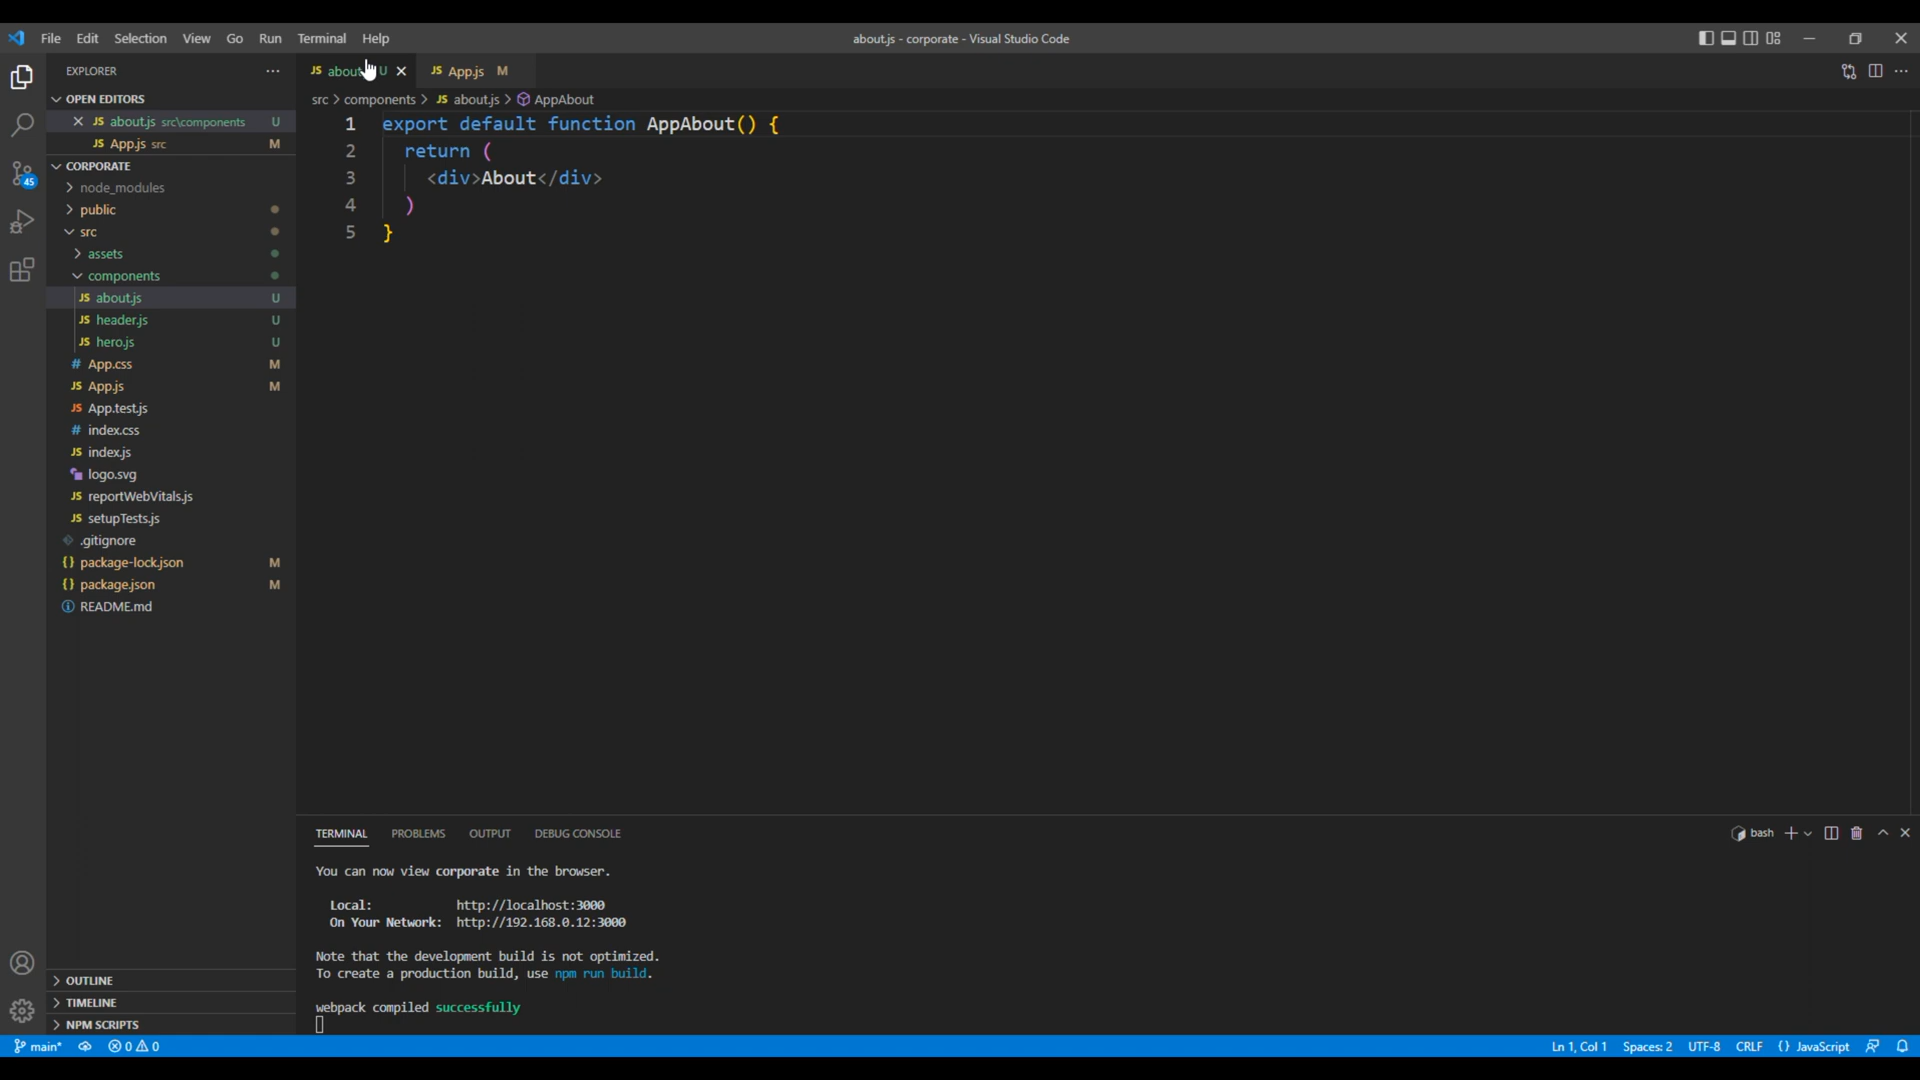 File Edit Selection View Go Run Terminal Help
about.js - corporate - Visual Studio Code
EXPLORER
OPEN EDITORS
JS about.js src\components U
JS App.js src M
CORPORATE
node_modules
public
src
assets
components
JS about.js U
JS header.js U
JS hero.js U
# App.css M
JS App.js M
JS App.test.js
# index.css
JS index.js
logo.svg
JS reportWebVitals.js
JS setupTests.js
.gitignore
{} package-lock.json M
{} package.json M
README.md
OUTLINE
TIMELINE
NPM SCRIPTS
45
JS U
JS App.js M
src > components > JS about.js > AppAbout
1 export default function AppAbout() {
2 return (
3 <div>About</div>
4 )
5 }
TERMINAL PROBLEMS OUTPUT DEBUG CONSOLE
bash
You can now view corporate in the browser.
Local: http://localhost:3000
On Your Network: http://192.168.0.12:3000
Note that the development build is not optimized.
To create a production build, use npm run build.
webpack compiled successfully
main* 0 0
Ln 1, Col 1 Spaces: 2 UTF-8 CRLF {} JavaScript